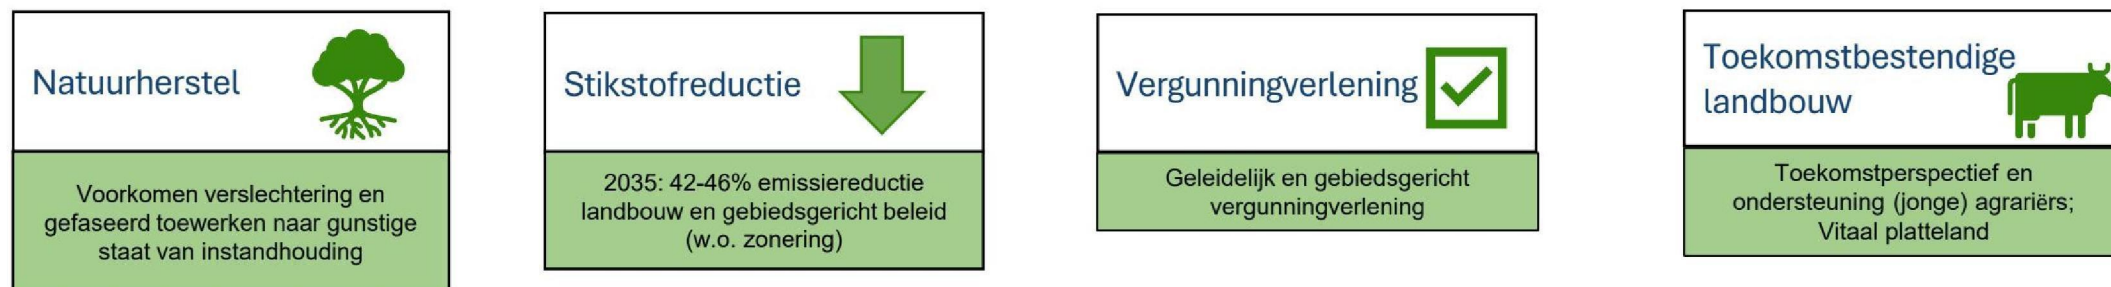 Natuurherstel
Voorkomen verslechtering en
gefaseerd toewerken naar gunstige
staat van instandhouding
Stikstofreductie
2035: 42-46% emissiereductie
landbouw en gebiedsgericht beleid
(w.o. zonering)
Vergunningverlening
Geleidelijk en gebiedsgericht
vergunningverlening
Toekomstbestendige
landbouw
Toekomstperspectief en
ondersteuning (jonge) agrariërs;
Vitaal platteland